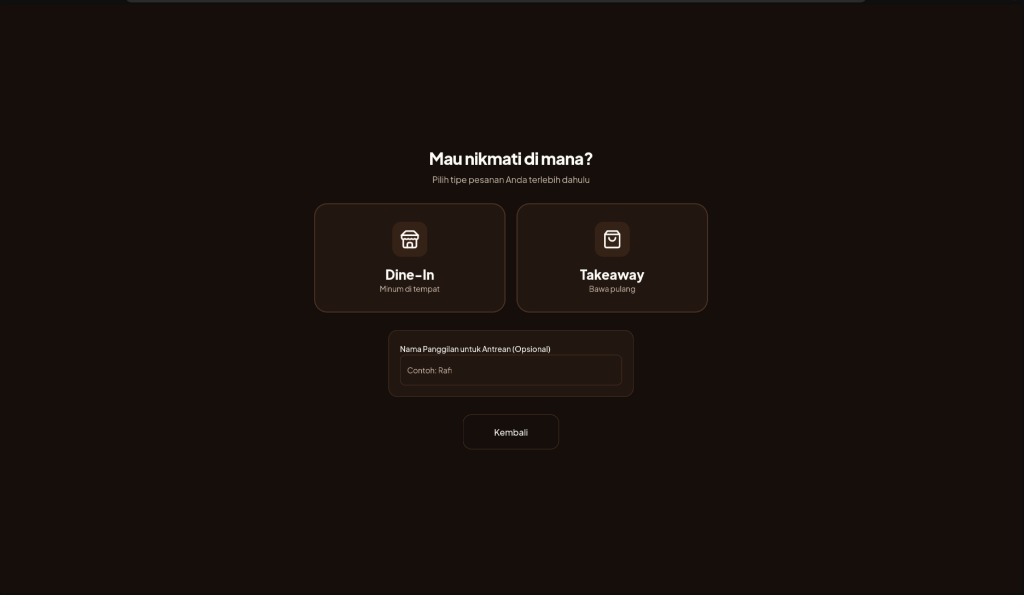 Mau nikmati di mana?
Pilih tipe pesanan Anda terlebih dahulu
Dine-In
Minum di tempat
Takeaway
Bawa pulang
Nama Panggilan untuk Antrean (Opsional)
Contoh: Rafi
Kembali